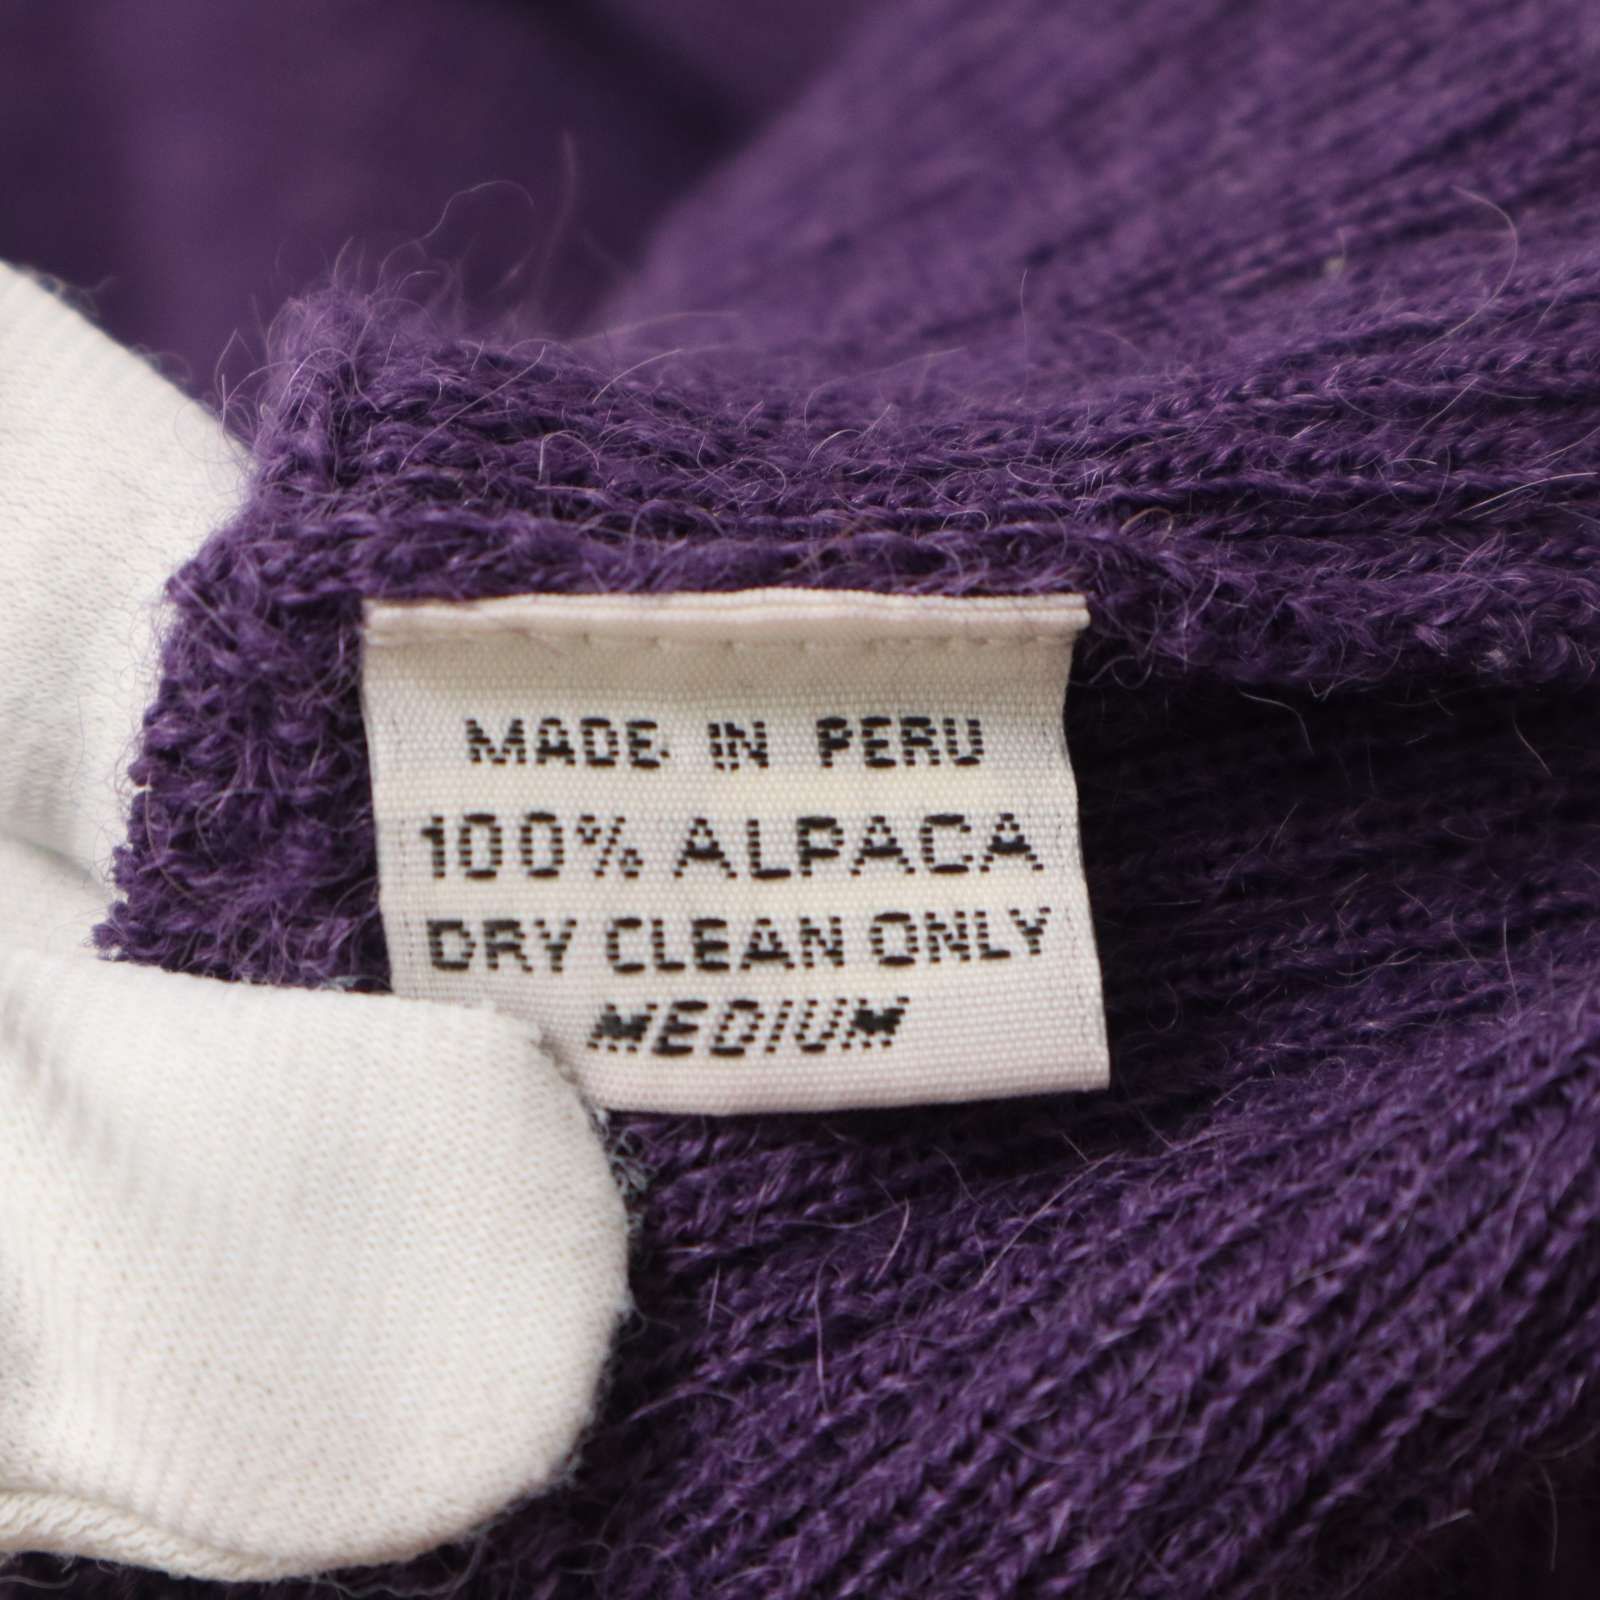 MADE IN PERU
100% ALPACA
DRY CLEAN ONLY
MEDIUM